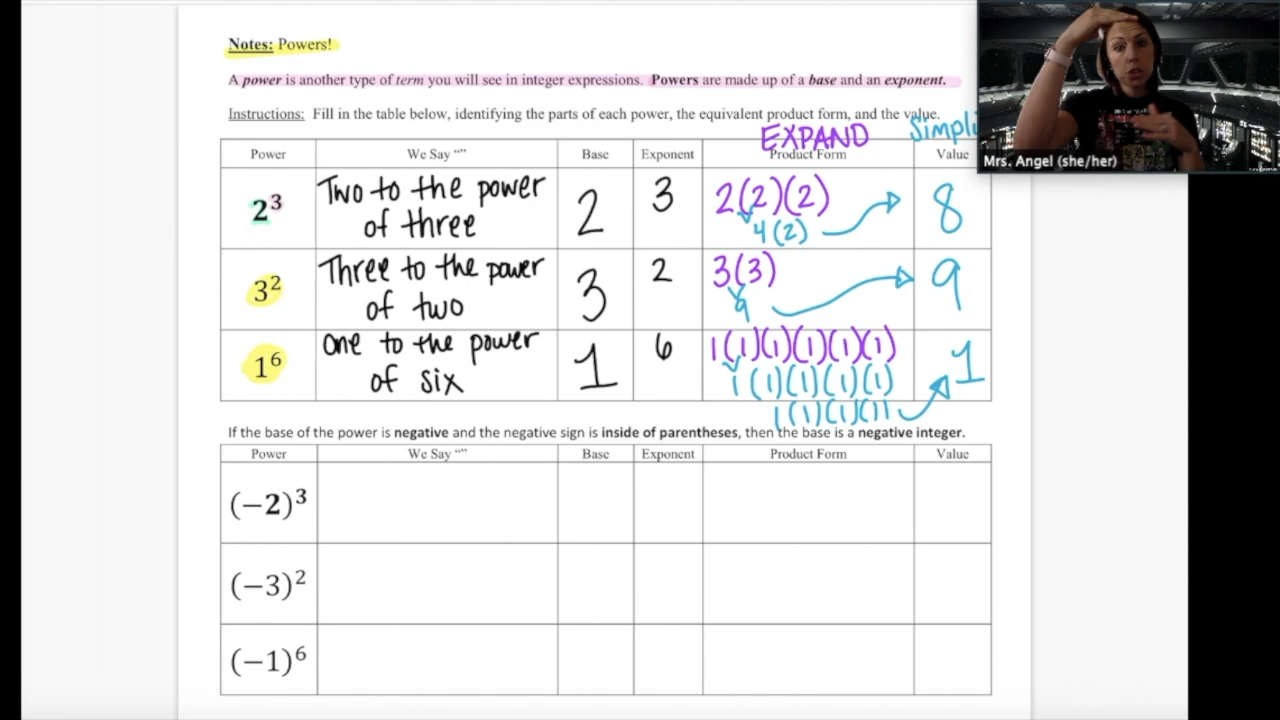 Notes: Powers!
A power is another type of term you will see in integer expressions. Powers are made up of a base and an exponent.
Instructions: Fill in the table below, identifying the parts of each power, the equivalent product form, and the value.
EXPAND
Simpli
Mrs. Angel (she/her)
Power We Say “” Base Exponent Product Form Value
2³ Two to the power of three 2 3 2(2)(2) 8
4(2)
3² Three to the power of two 3 2 3(3) 9
9
1⁶ One to the power of six 1 6 1(1)(1)(1)(1)(1) 1
1(1)(1)(1)(1)
1(1)(1)(1)
If the base of the power is negative and the negative sign is inside of parentheses, then the base is a negative integer.
Power We Say “” Base Exponent Product Form Value
(−2)³
(−3)²
(−1)⁶